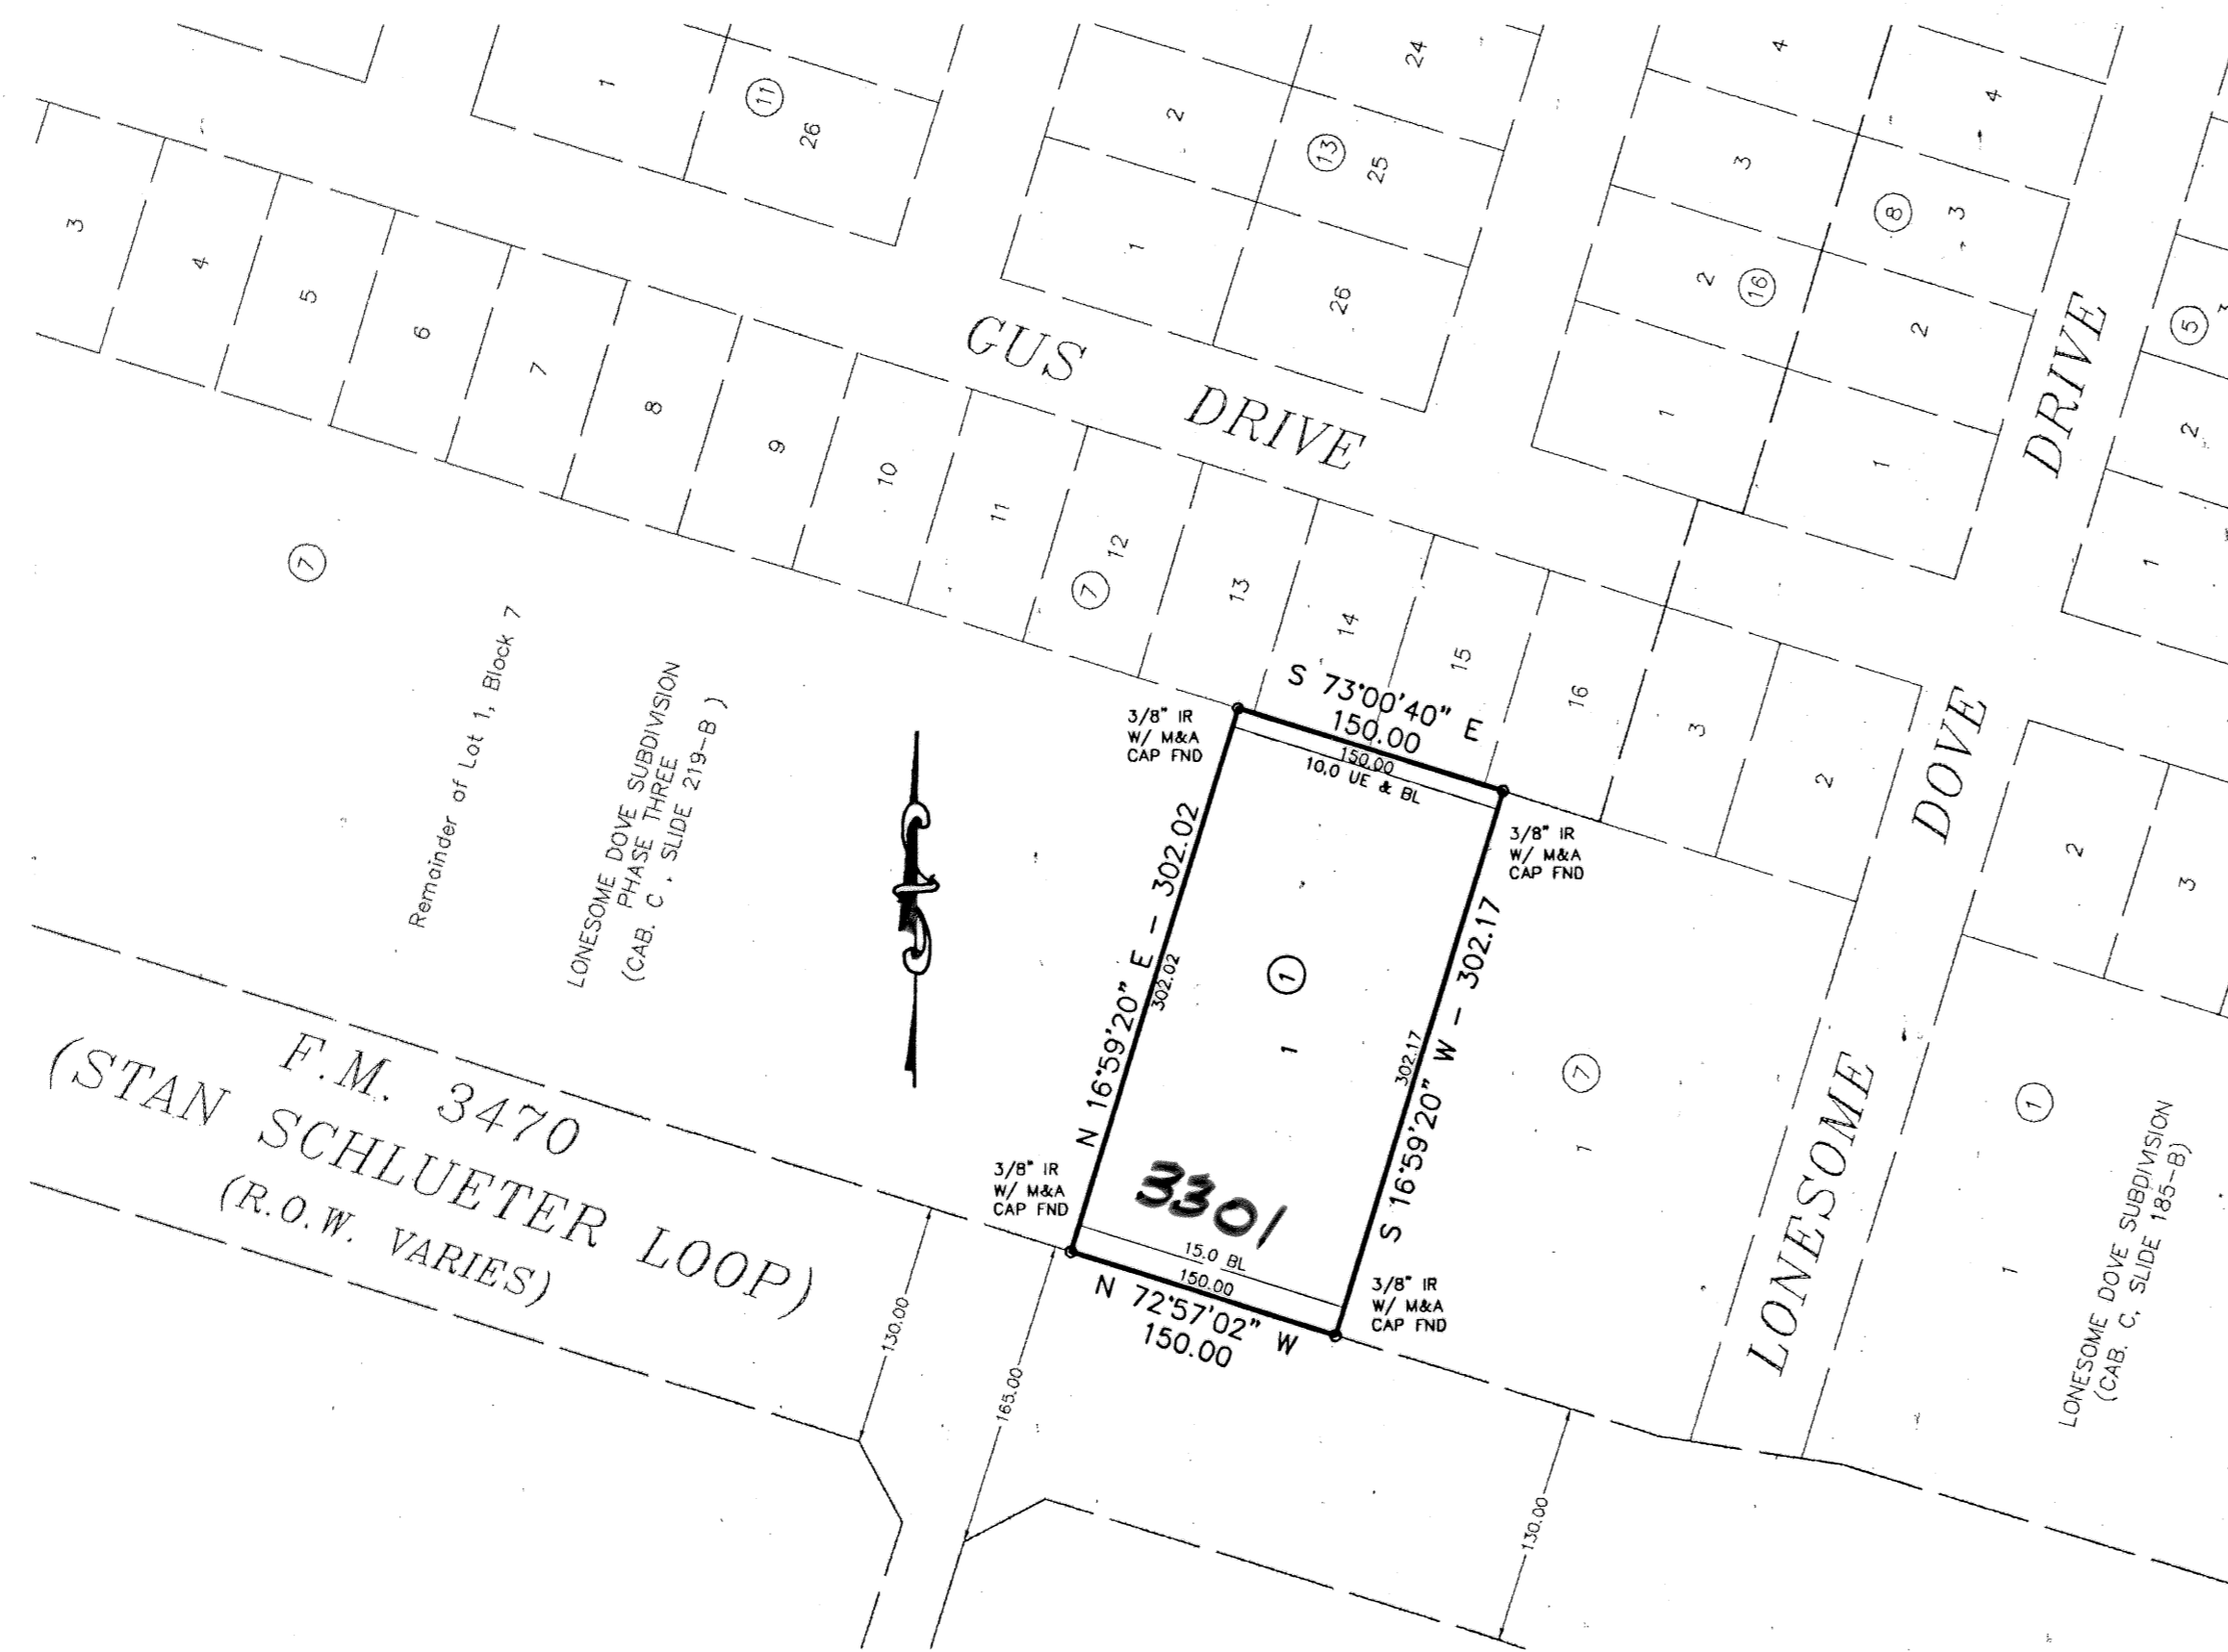 1
11
26
2
24
13
25
1
26
4
3
2
16
1
4
3
8
2
1
5
2
1
3
4
5
6
7
8
9
10
11
12
7
13
14
15
16
3
2
GUS DRIVE
LONESOME DOVE DRIVE
7
Remainder of Lot 1, Block 7
LONESOME DOVE SUBDIVISION
PHASE THREE
(CAB. C , SLIDE 219-B )
S 73°00'40" E
150.00
150.00
10.0 UE & BL
3/8" IR
W/ M&A
CAP FND
3/8" IR
W/ M&A
CAP FND
N 16°59'20" E - 302.02
302.02
1
1
S 16°59'20" W - 302.17
302.17
3301
15.0 BL
150.00
N 72°57'02" W
150.00
3/8" IR
W/ M&A
CAP FND
3/8" IR
W/ M&A
CAP FND
7
1
2
3
1
1
LONESOME DOVE SUBDIVISION
(CAB. C, SLIDE 185-B)
F.M. 3470
(STAN SCHLUETER LOOP)
(R.O.W. VARIES)
130.00
165.00
130.00